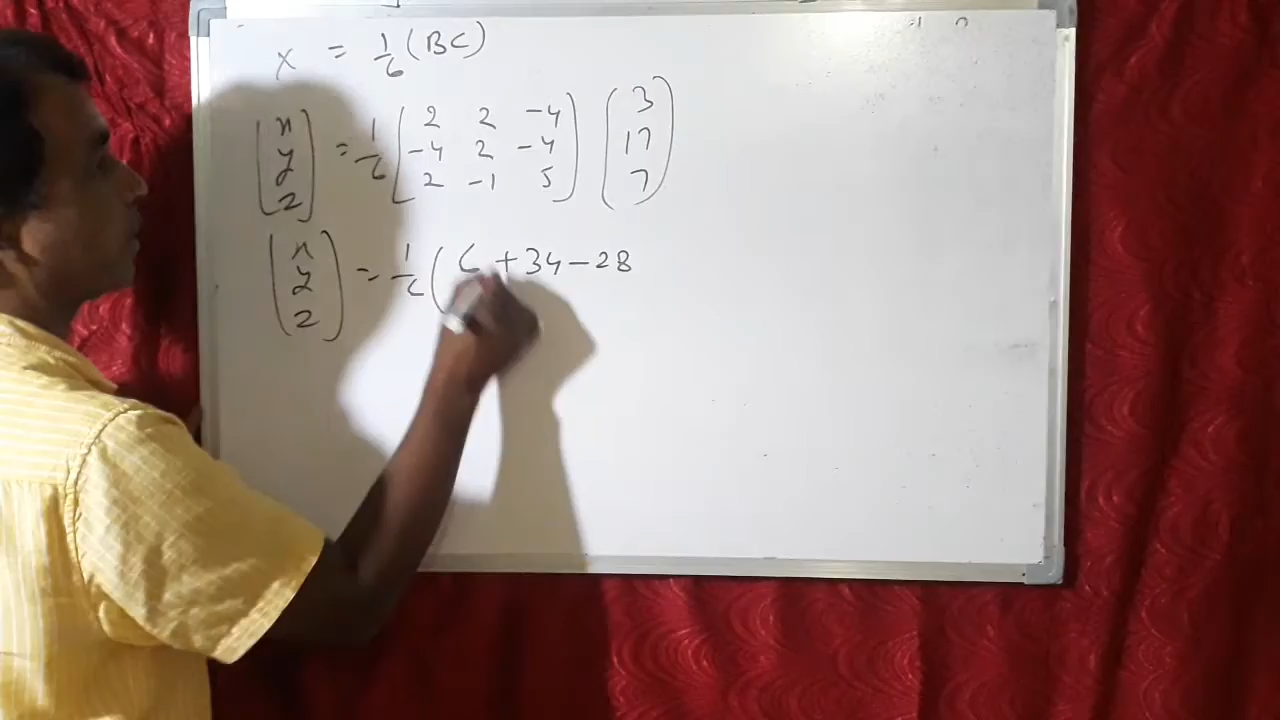 X = 1/6 (BC)
(x y z) = 1/6 (2 2 -4
-4 2 -4
2 -1 5) (3
17
7)
(x y z) = 1/6 (6 + 34 - 28